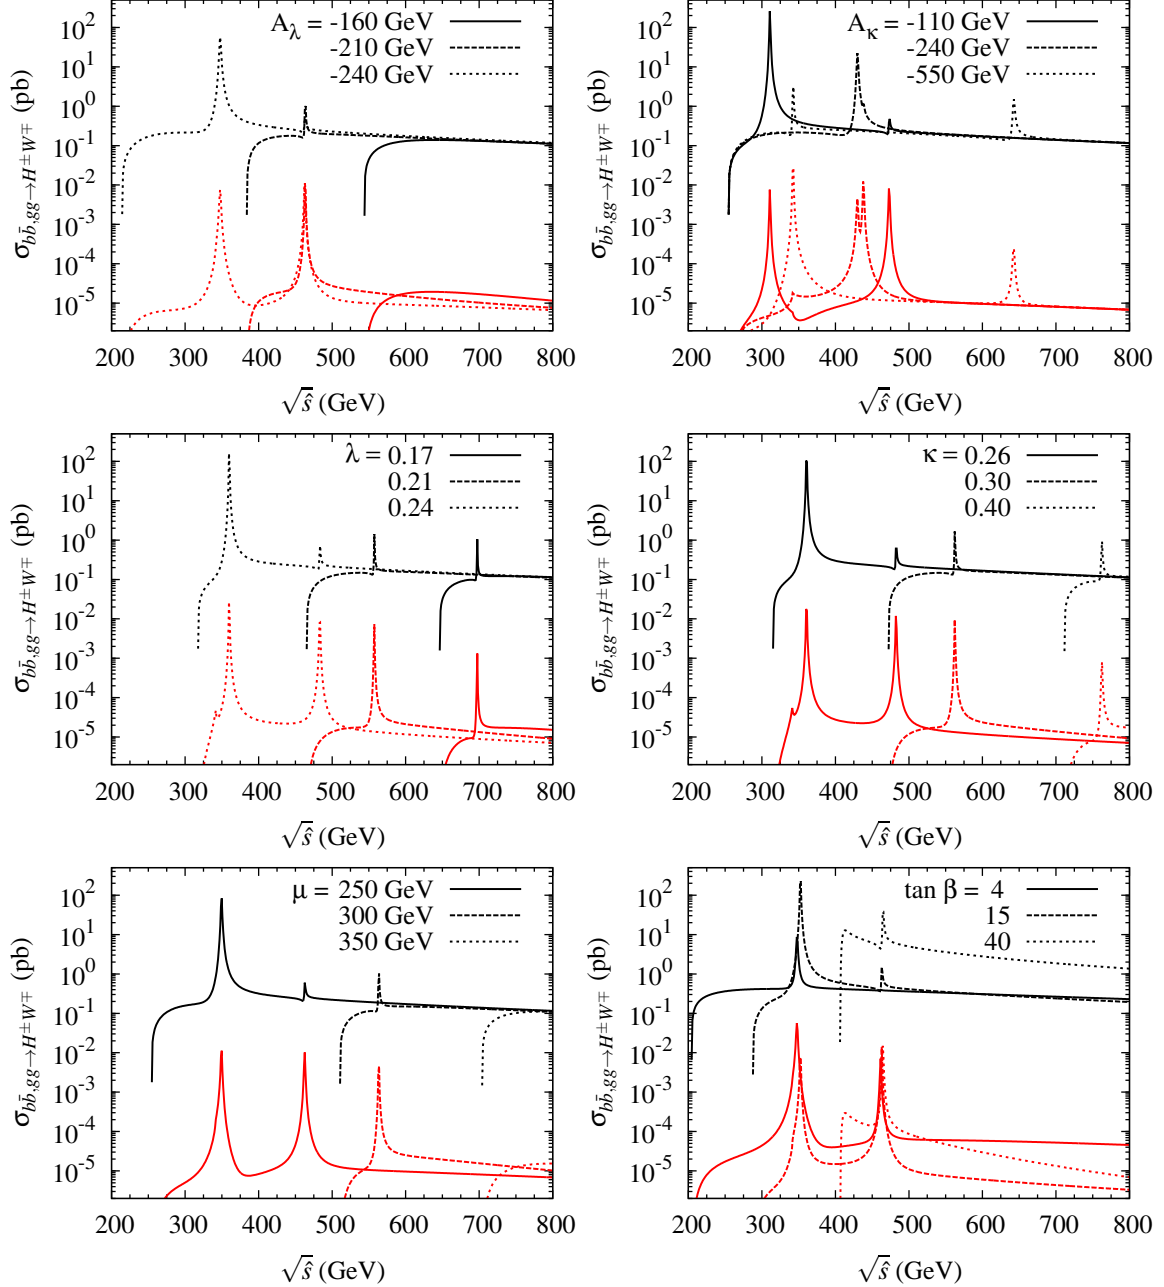 σ_{bb̄,gg→H^±W^∓} (pb)
10^2
10^1
10^0
10^-1
10^-2
10^-3
10^-4
10^-5
A_λ = -160 GeV
-210 GeV
-240 GeV
200 300 400 500 600 700 800
√ŝ (GeV)
σ_{bb̄,gg→H^±W^∓} (pb)
10^2
10^1
10^0
10^-1
10^-2
10^-3
10^-4
10^-5
A_κ = -110 GeV
-240 GeV
-550 GeV
200 300 400 500 600 700 800
√ŝ (GeV)
σ_{bb̄,gg→H^±W^∓} (pb)
10^2
10^1
10^0
10^-1
10^-2
10^-3
10^-4
10^-5
λ = 0.17
0.21
0.24
200 300 400 500 600 700 800
√ŝ (GeV)
σ_{bb̄,gg→H^±W^∓} (pb)
10^2
10^1
10^0
10^-1
10^-2
10^-3
10^-4
10^-5
κ = 0.26
0.30
0.40
200 300 400 500 600 700 800
√ŝ (GeV)
σ_{bb̄,gg→H^±W^∓} (pb)
10^2
10^1
10^0
10^-1
10^-2
10^-3
10^-4
10^-5
μ = 250 GeV
300 GeV
350 GeV
200 300 400 500 600 700 800
√ŝ (GeV)
σ_{bb̄,gg→H^±W^∓} (pb)
10^2
10^1
10^0
10^-1
10^-2
10^-3
10^-4
10^-5
tan β = 4
15
40
200 300 400 500 600 700 800
√ŝ (GeV)